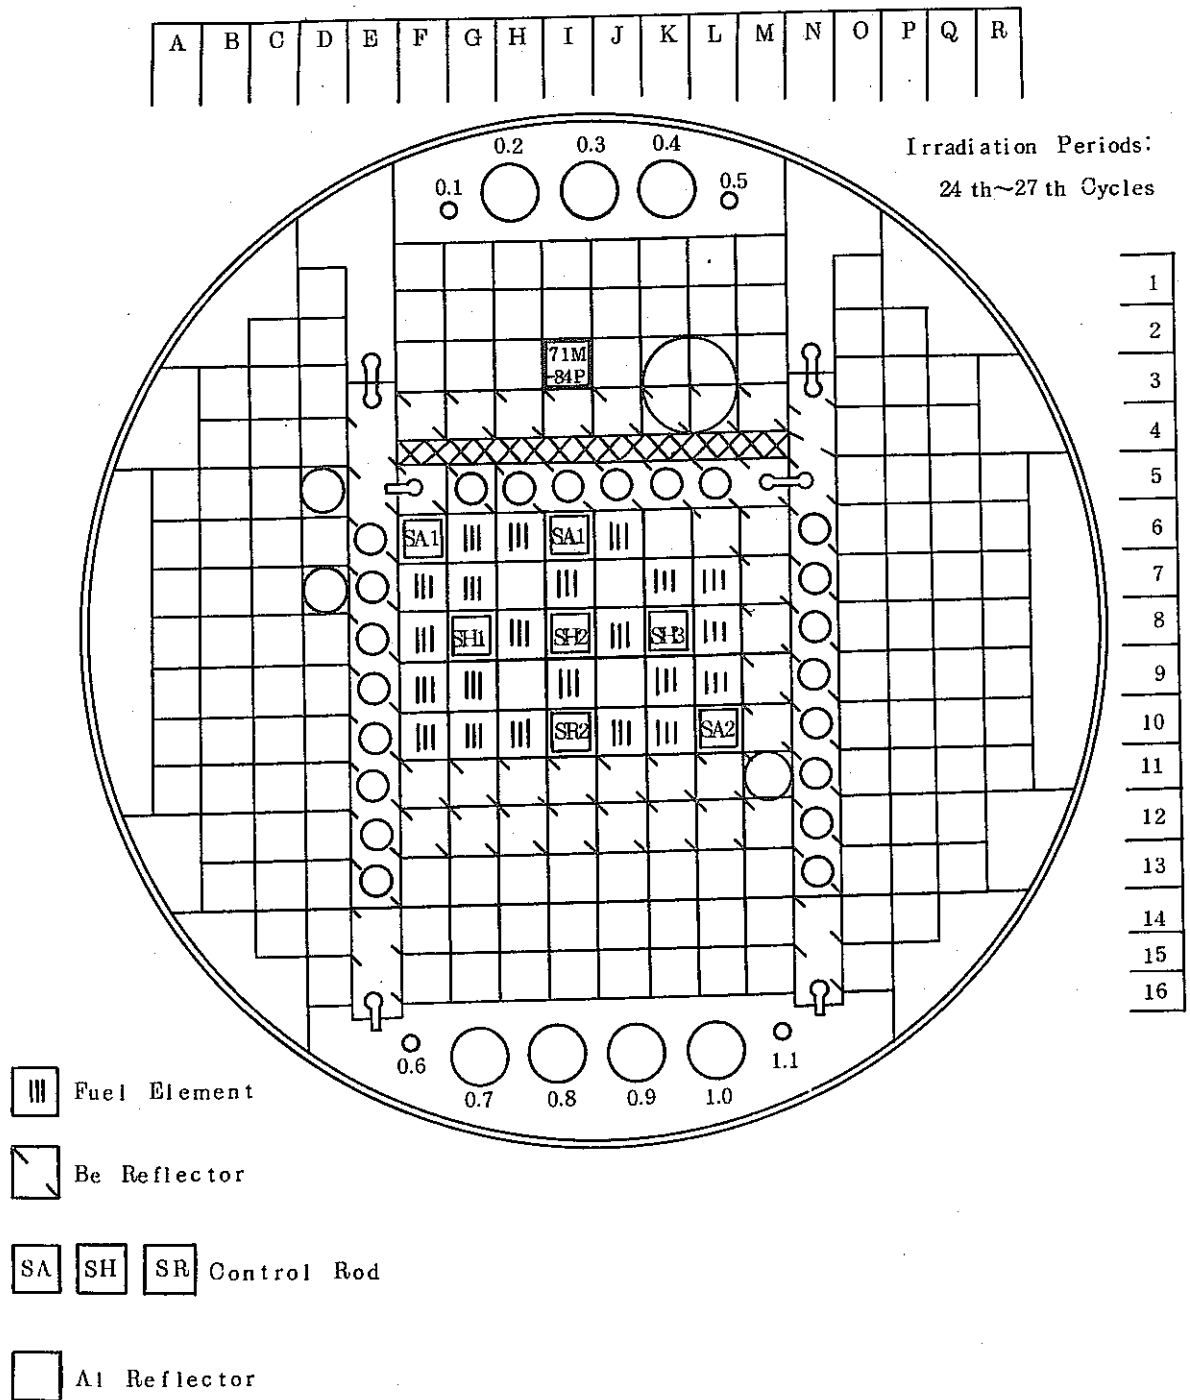 A B C D E F G H I J K L M N O P Q R
Irradiation Periods:
24 th~27 th Cycles
0.1 0.2 0.3 0.4 0.5
1
2
71M
-84P
3
4
5
SA1 SA1
6
7
SH1 SH2 SH3
8
9
SR2 SA2
10
11
12
13
14
15
16
0.6 0.7 0.8 0.9 1.0 1.1
Fuel Element
Be Reflector
SA SH SR Control Rod
Al Reflector